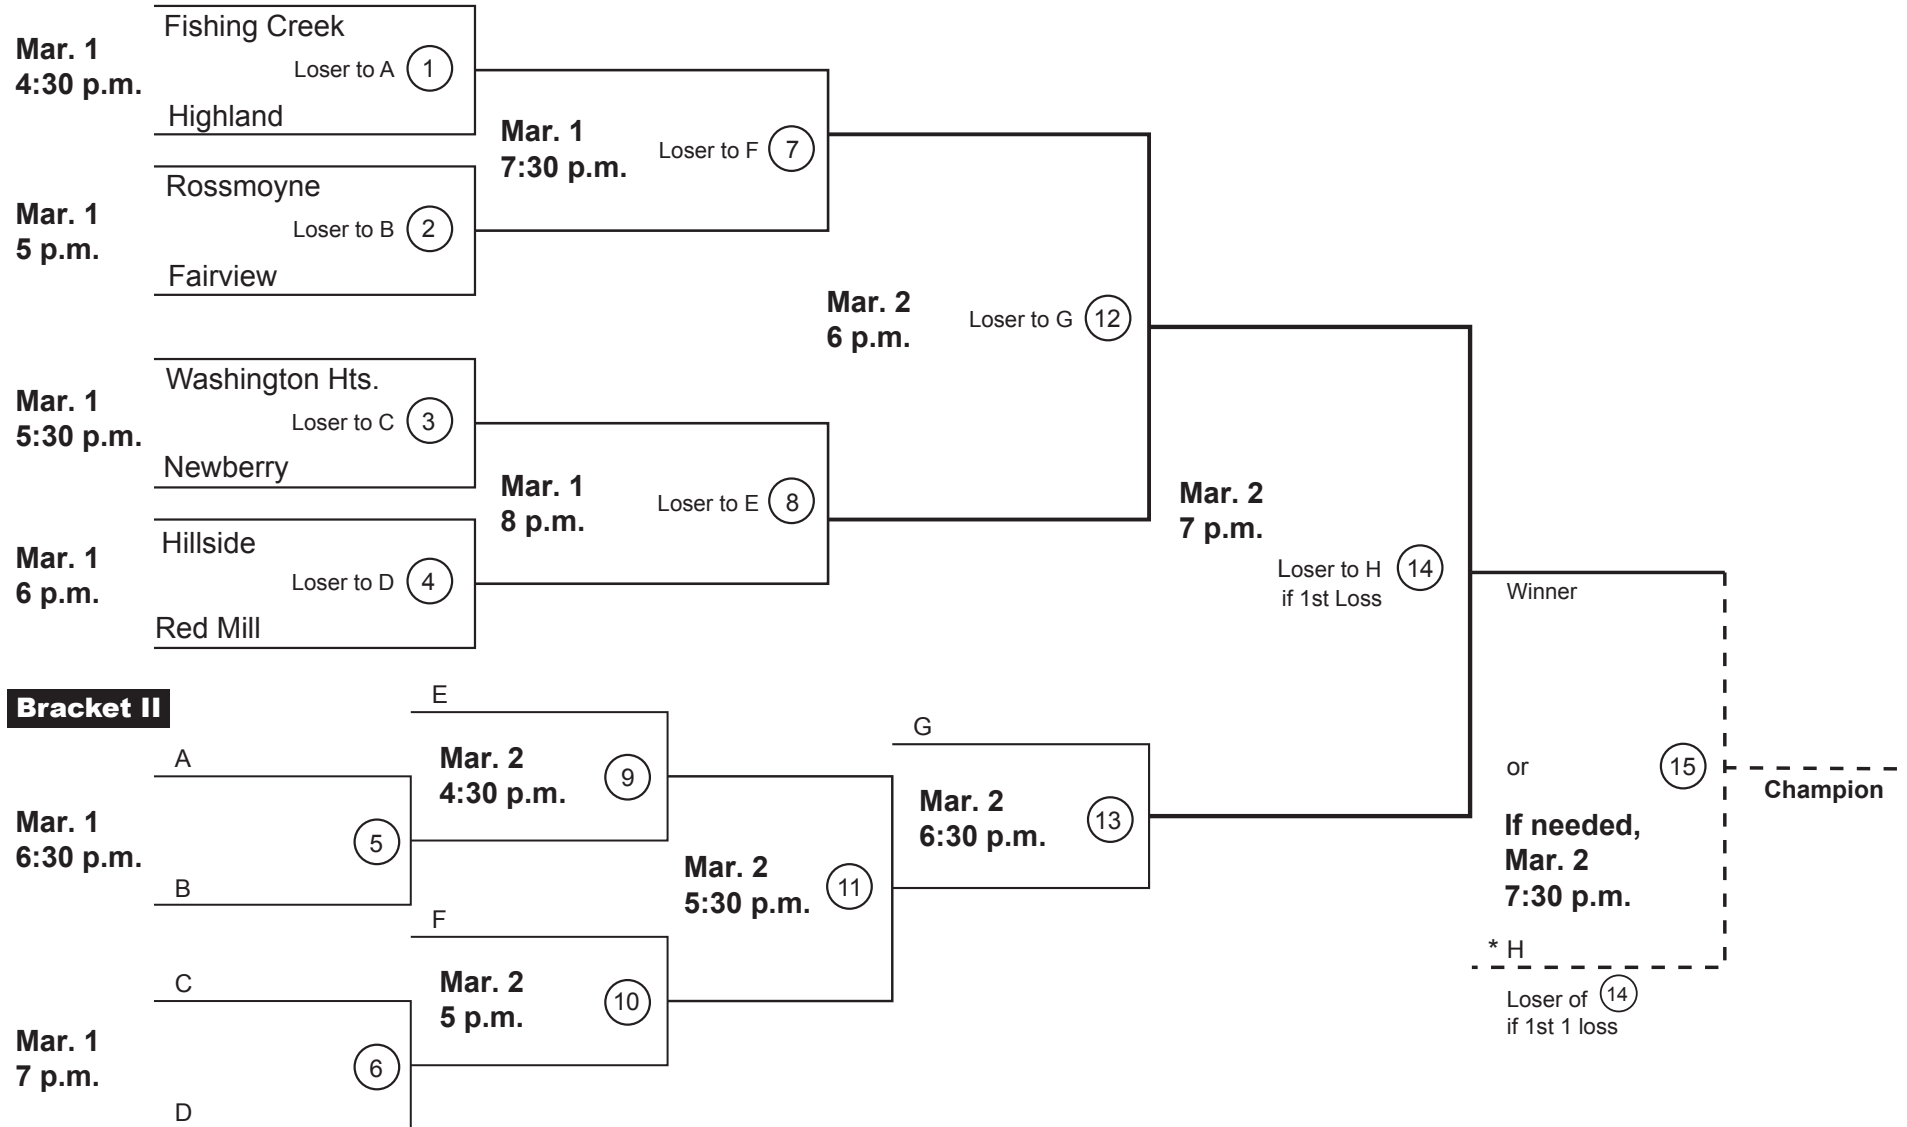 Fishing Creek
Mar. 1
4:30 p.m.
Loser to A 1
Highland
Mar. 1
7:30 p.m.
Loser to F 7
Rossmoyne
Mar. 1
5 p.m.
Loser to B 2
Fairview
Mar. 2
6 p.m.
Loser to G 12
Washington Hts.
Mar. 1
5:30 p.m.
Loser to C 3
Newberry
Mar. 1
8 p.m.
Loser to E 8
Hillside
Mar. 1
6 p.m.
Loser to D 4
Red Mill
Mar. 2
7 p.m.
Loser to H 14
if 1st Loss
Winner
Bracket II
E
A
Mar. 2
4:30 p.m.
9
Mar. 1
6:30 p.m.
5
B
F
C
Mar. 2
5 p.m.
10
Mar. 1
7 p.m.
6
D
Mar. 2
5:30 p.m.
11
G
Mar. 2
6:30 p.m.
13
or
15
Champion
If needed,
Mar. 2
7:30 p.m.
* H
Loser of 14
if 1st 1 loss